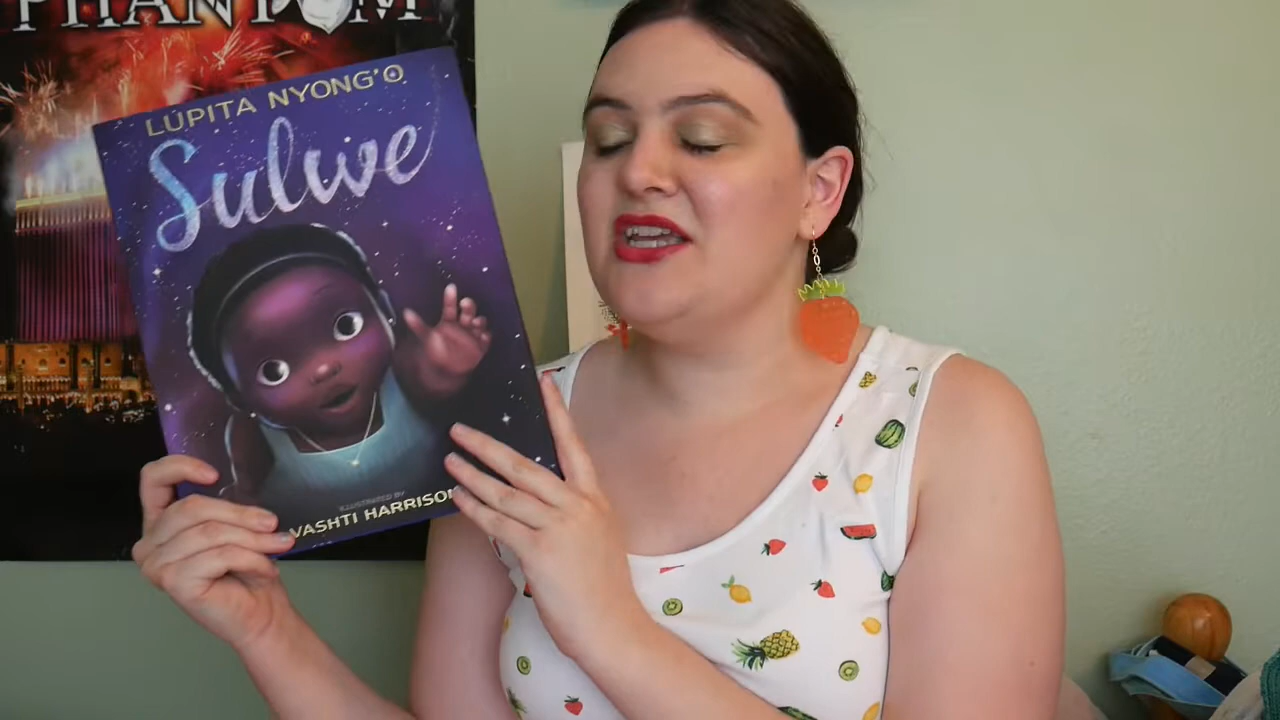 PHANTOM
LUPITA NYONG'O
Sulwe
ILLUSTRATED BY
VASHTI HARRISON